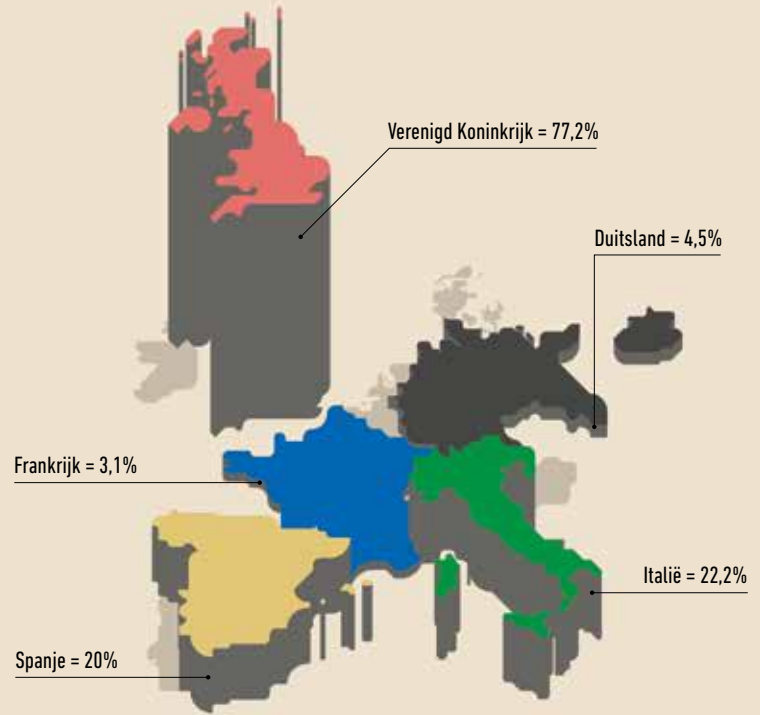 Verenigd Koninkrijk = 77,2%
Duitsland = 4,5%
Frankrijk = 3,1%
Italië = 22,2%
Spanje = 20%